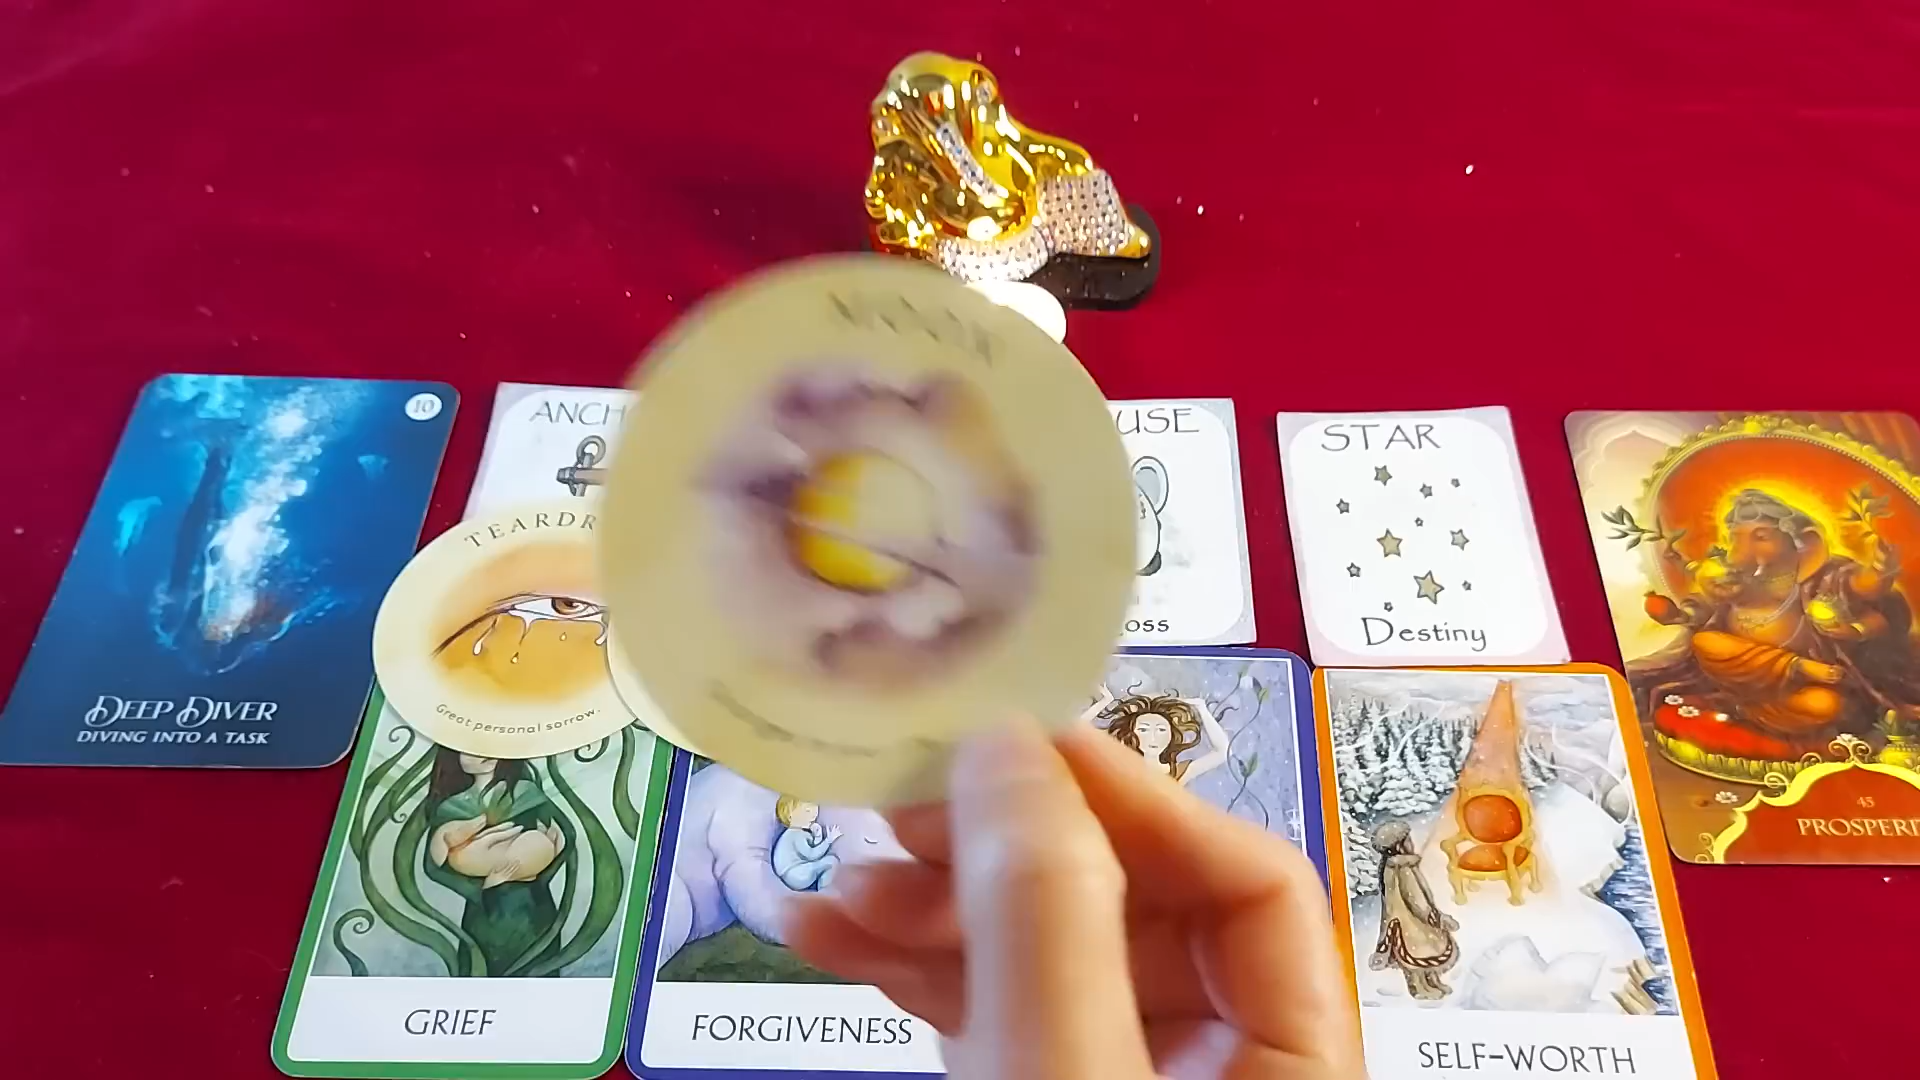 10
DEEP DIVER
DIVING INTO A TASK
ANCH
TEARDR
Great personal sorrow.
MOON
USE
oss
STAR
Destiny
45
PROSPERI
GRIEF
FORGIVENESS
SELF-WORTH